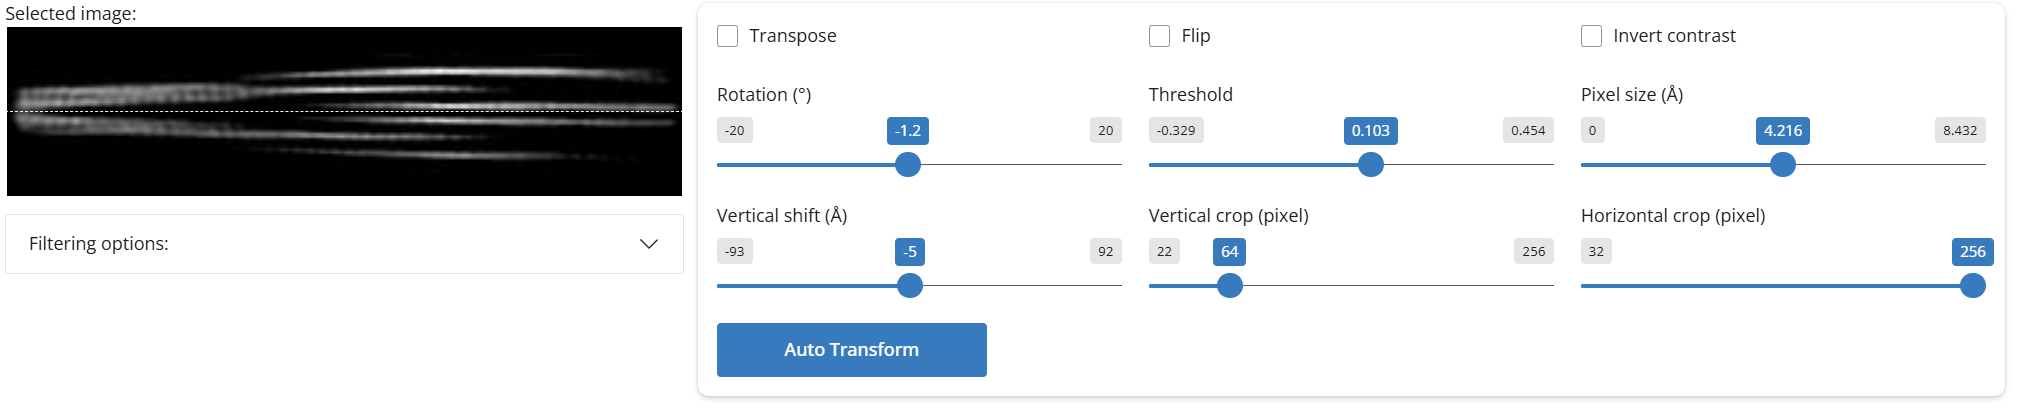 Selected image:
Transpose
Flip
Invert contrast
Rotation (°)
Threshold
Pixel size (Å)
-20 -1.2 20
-0.329 0.103 0.454
0 4.216 8.432
Vertical shift (Å)
Vertical crop (pixel)
Horizontal crop (pixel)
-93 -5 92
22 64 256
32 256
Filtering options:
Auto Transform